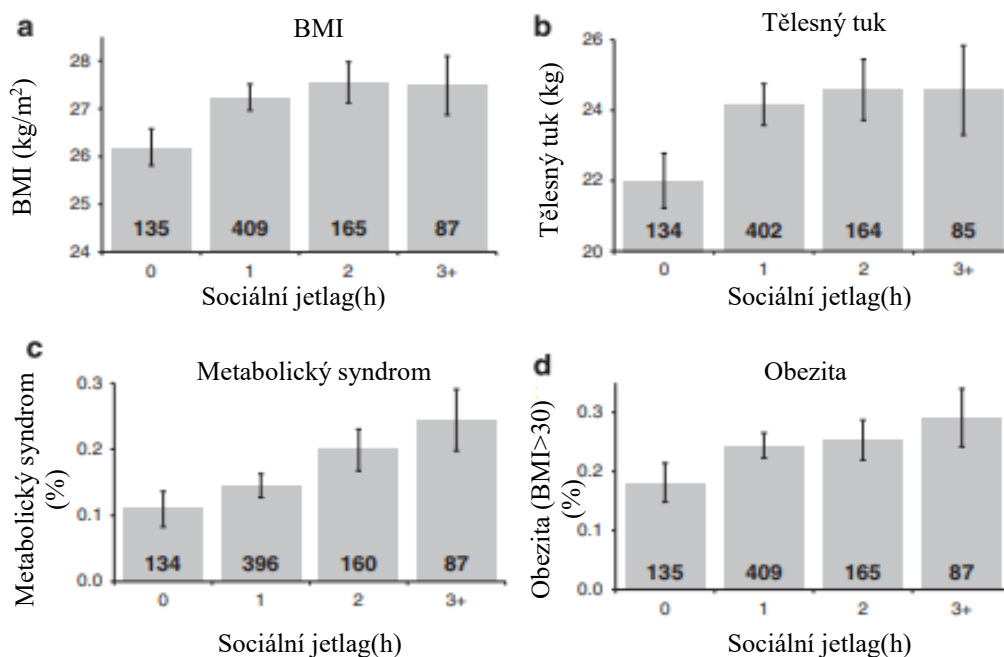 a
BMI
BMI (kg/m²)
28
27
26
25
24
135 409 165 87
0 1 2 3+
Sociální jetlag(h)
b
Tělesný tuk
Tělesný tuk (kg)
26
24
22
20
134 402 164 85
0 1 2 3+
Sociální jetlag(h)
c
Metabolický syndrom
Metabolický syndrom
(%)
0.3
0.2
0.1
0.0
134 396 160 87
0 1 2 3+
Sociální jetlag(h)
d
Obezita
Obezita (BMI>30)
(%)
0.3
0.2
0.1
0.0
135 409 165 87
0 1 2 3+
Sociální jetlag(h)